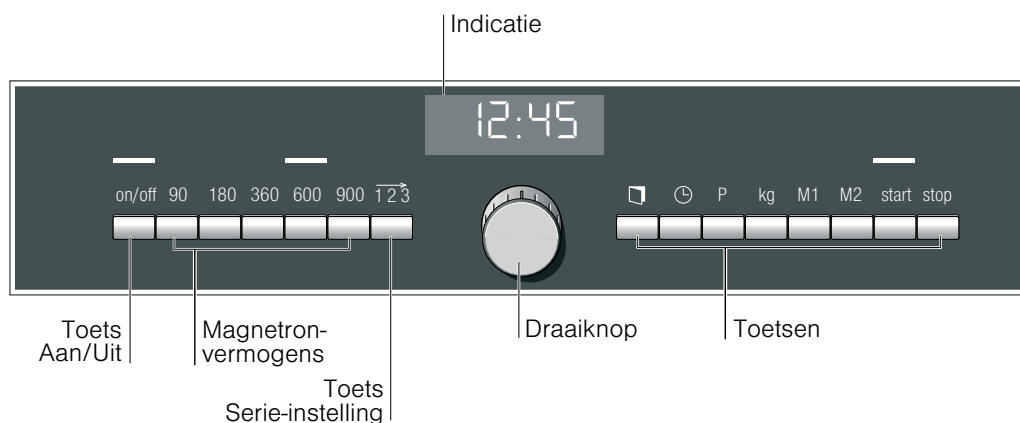 Indicatie
12:45
on/off 90 180 360 600 900 1 2 3
P kg M1 M2 start stop
Toets
Aan/Uit
Magnetron-
vermogens
Draaiknop
Toetsen
Toets
Serie-instelling